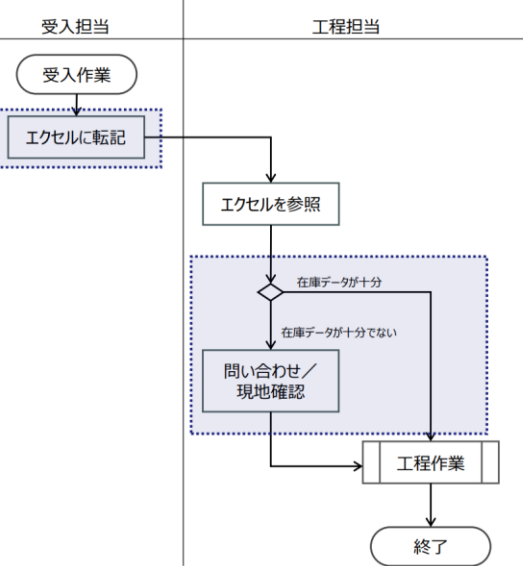 受入担当
工程担当
受入作業
エクセルに転記
エクセルを参照
在庫データが十分
在庫データが十分でない
問い合わせ／
現地確認
工程作業
終了